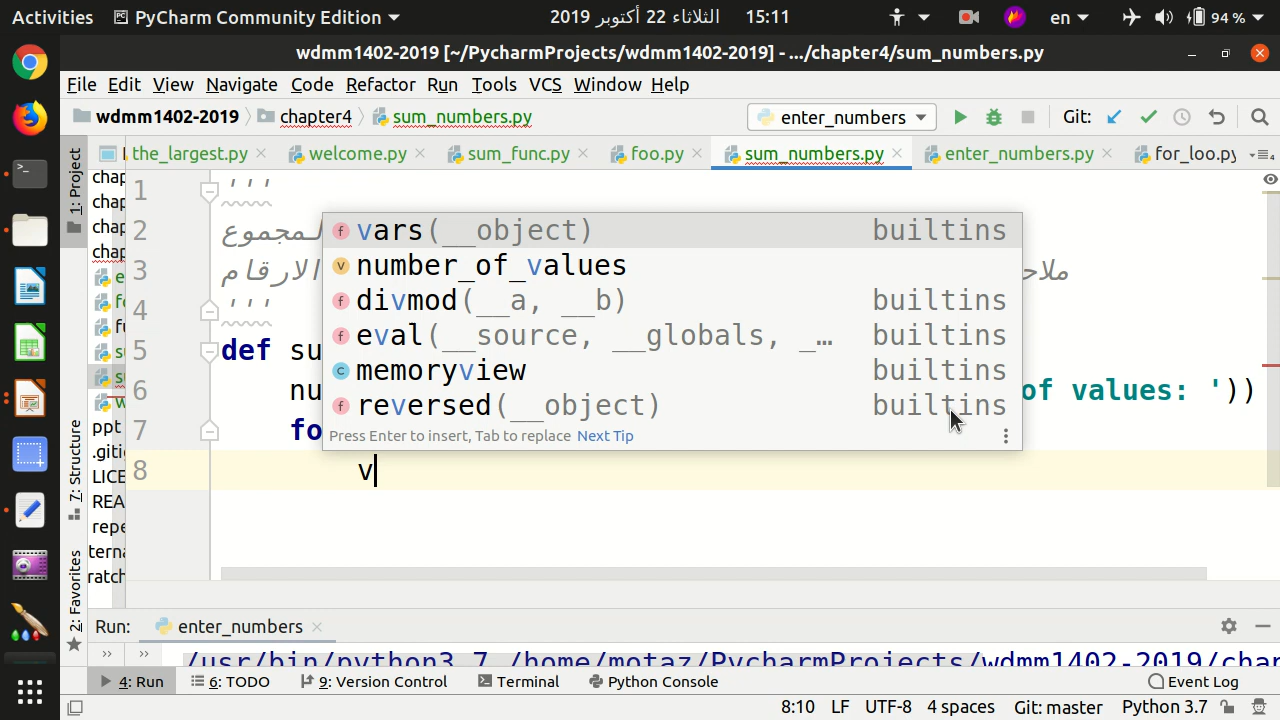 Activities PyCharm Community Edition الثلاثاء 22 أكتوبر 2019 15:11 en 94 %
wdmm1402-2019 [~/PycharmProjects/wdmm1402-2019] - .../chapter4/sum_numbers.py
File Edit View Navigate Code Refactor Run Tools VCS Window Help
wdmm1402-2019 chapter4 sum_numbers.py enter_numbers Git:
the_largest.py welcome.py sum_func.py foo.py sum_numbers.py enter_numbers.py for_loo.py
1: Project
7: Structure
2: Favorites
chap
chap
chap
chap
ppt
.giti
LICE
REA
repe
terna
ratch
1 '''
2 لمجموع
3 الارقام ملاح
4 '''
5 def su
6 nu of values: '))
7 fo
8 v
vars(__object) builtins
number_of_values
divmod(__a, __b) builtins
eval(__source, __globals, _... builtins
memoryview builtins
reversed(__object) builtins
Press Enter to insert, Tab to replace Next Tip
Run: enter_numbers
/usr/bin/python3.7 /home/motaz/PycharmProjects/wdmm1402-2019/chap
4: Run 6: TODO 9: Version Control Terminal Python Console Event Log
8:10 LF UTF-8 4 spaces Git: master Python 3.7